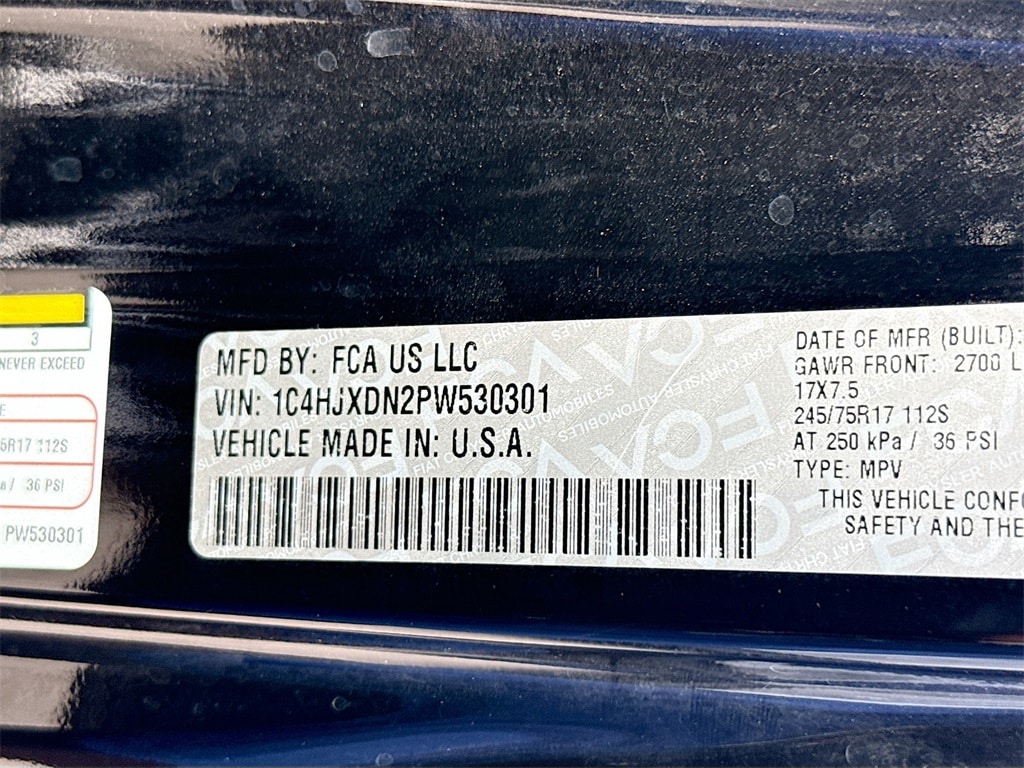 3
NEVER EXCEED
E
5R17 112S
a / 36 PSI
PW530301
MFD BY: FCA US LLC
VIN: 1C4HJXDN2PW530301
VEHICLE MADE IN: U.S.A.
DATE OF MFR (BUILT):
GAWR FRONT: 2700 L
17X7.5
245/75R17 112S
AT 250 kPa / 36 PSI
TYPE: MPV
THIS VEHICLE CONFO
SAFETY AND THE